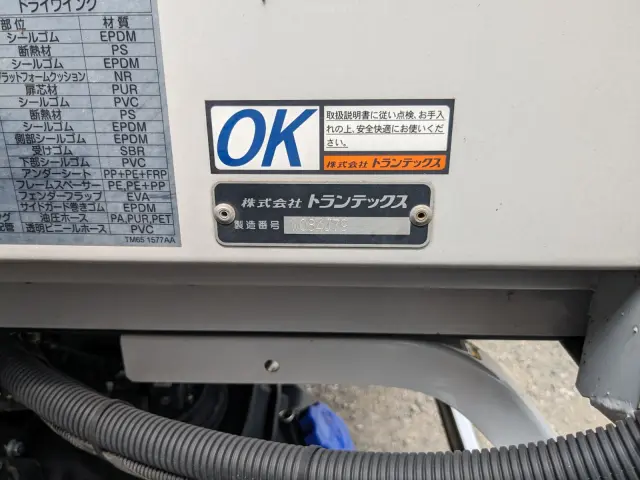 ドライウイング
部位 材質
シールゴム EPDM
断熱材 PS
シールゴム EPDM
プラットフォームクッション NR
扉芯材 PUR
シールゴム PVC
断熱材 PS
シールゴム EPDM
側部シールゴム EPDM
受けゴム SBR
下部シールゴム PVC
アンダーシート PP+PE+FRP
フレームスペーサー PE,PE+PP
フェンダーフラップ EVA
サイドガード巻きゴム EPDM
油圧ホース PA,PUR,PET
透明ビニールホース PVC
TM65 1577AA
OK
取扱説明書に従い点検、お手入
れの上、安全快適にお使いくだ
さい。
株式会社 トランテックス
株式会社 トランテックス
製造番号